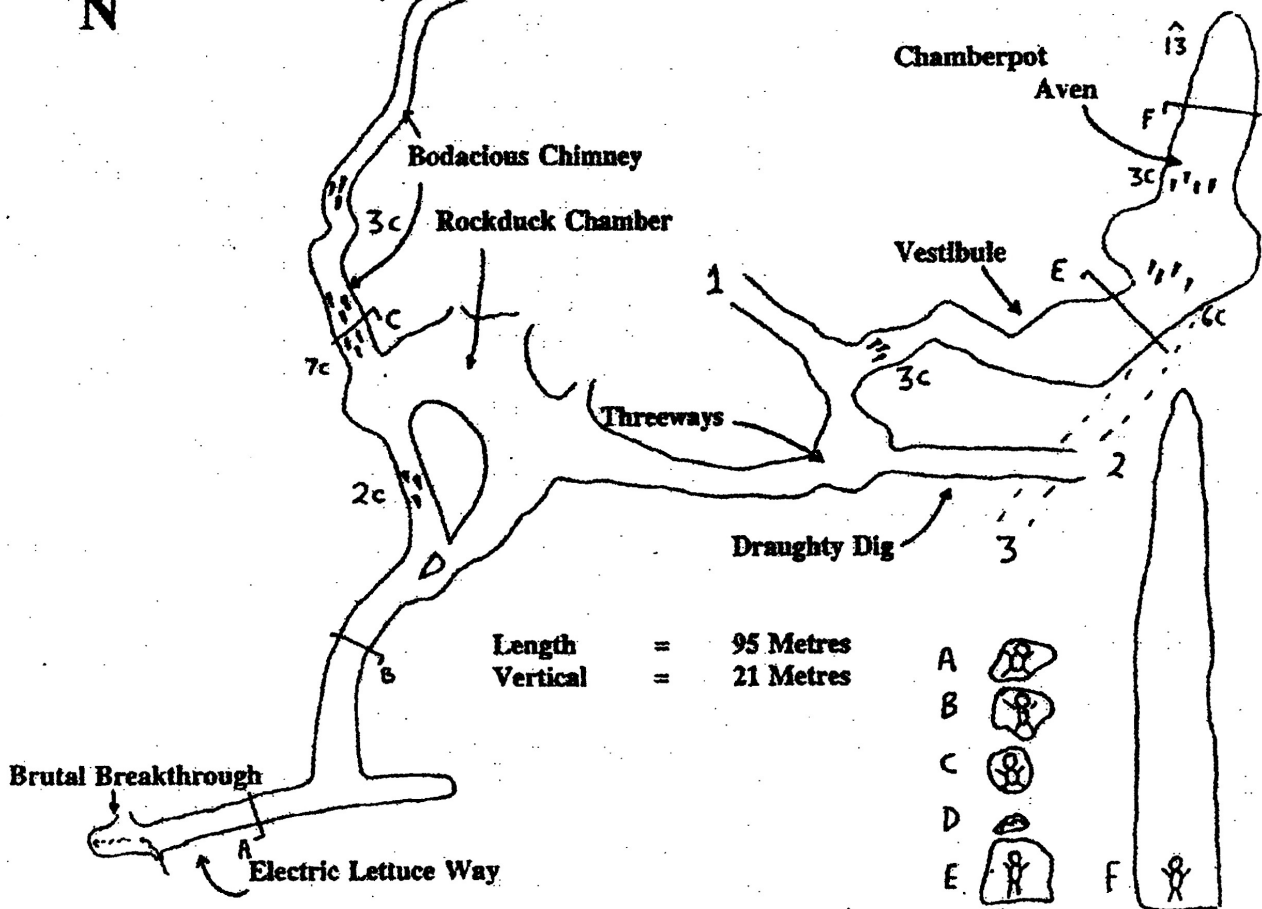 N
13
Chamberpot
Aven
F
Bodacious Chimney
3c
3c
Rockduck Chamber
Vestibule
E
1
C
6c
7c
3c
Threeways
2
2c
Draughty Dig
3
D
Length = 95 Metres
Vertical = 21 Metres
B
A
B
C
D
E
F
Brutal Breakthrough
A
Electric Lettuce Way